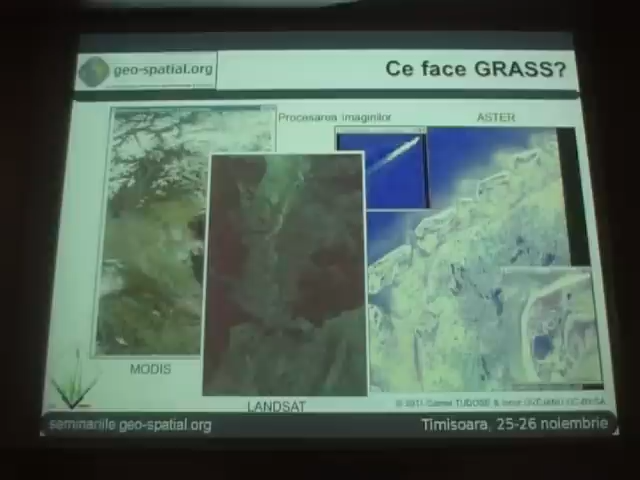 geo-spatial.org
Ce face GRASS?
Procesarea imaginilor
ASTER
MODIS
LANDSAT
seminariile geo-spatial.org
Timisoara, 25-26 noiembrie